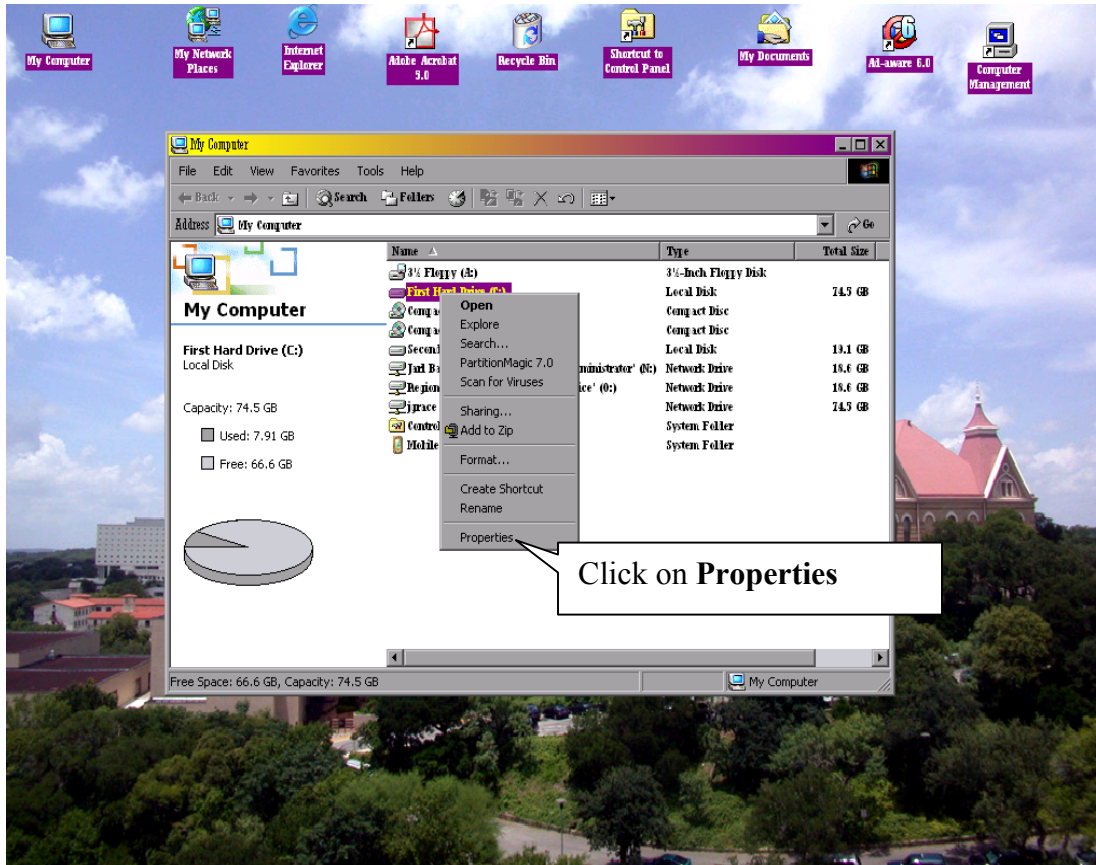 My Computer
My Network
Places
Internet
Explorer
Adobe Acrobat
5.0
Recycle Bin
Shortcut to
Control Panel
My Documents
Ad-aware 6.0
Computer
Management
My Computer
File Edit View Favorites Tools Help
Back Search Folders
Address My Computer Go
Name Type Total Size
3½ Floppy (A:) 3½-Inch Floppy Disk
First Hard Drive (C:) Local Disk 74.5 GB
Compact Disc
Compact Disc
Local Disk 19.1 GB
(N:) Network Drive 18.6 GB
(O:) Network Drive 18.6 GB
jprace Network Drive 74.5 GB
Control System Folder
Mobile System Folder
My Computer
First Hard Drive (C:)
Local Disk
Capacity: 74.5 GB
Used: 7.91 GB
Free: 66.6 GB
Open
Explore
Search...
PartitionMagic 7.0
Scan for Viruses
Sharing...
Add to Zip
Format...
Create Shortcut
Rename
Properties
Click on Properties
Free Space: 66.6 GB, Capacity: 74.5 GB My Computer